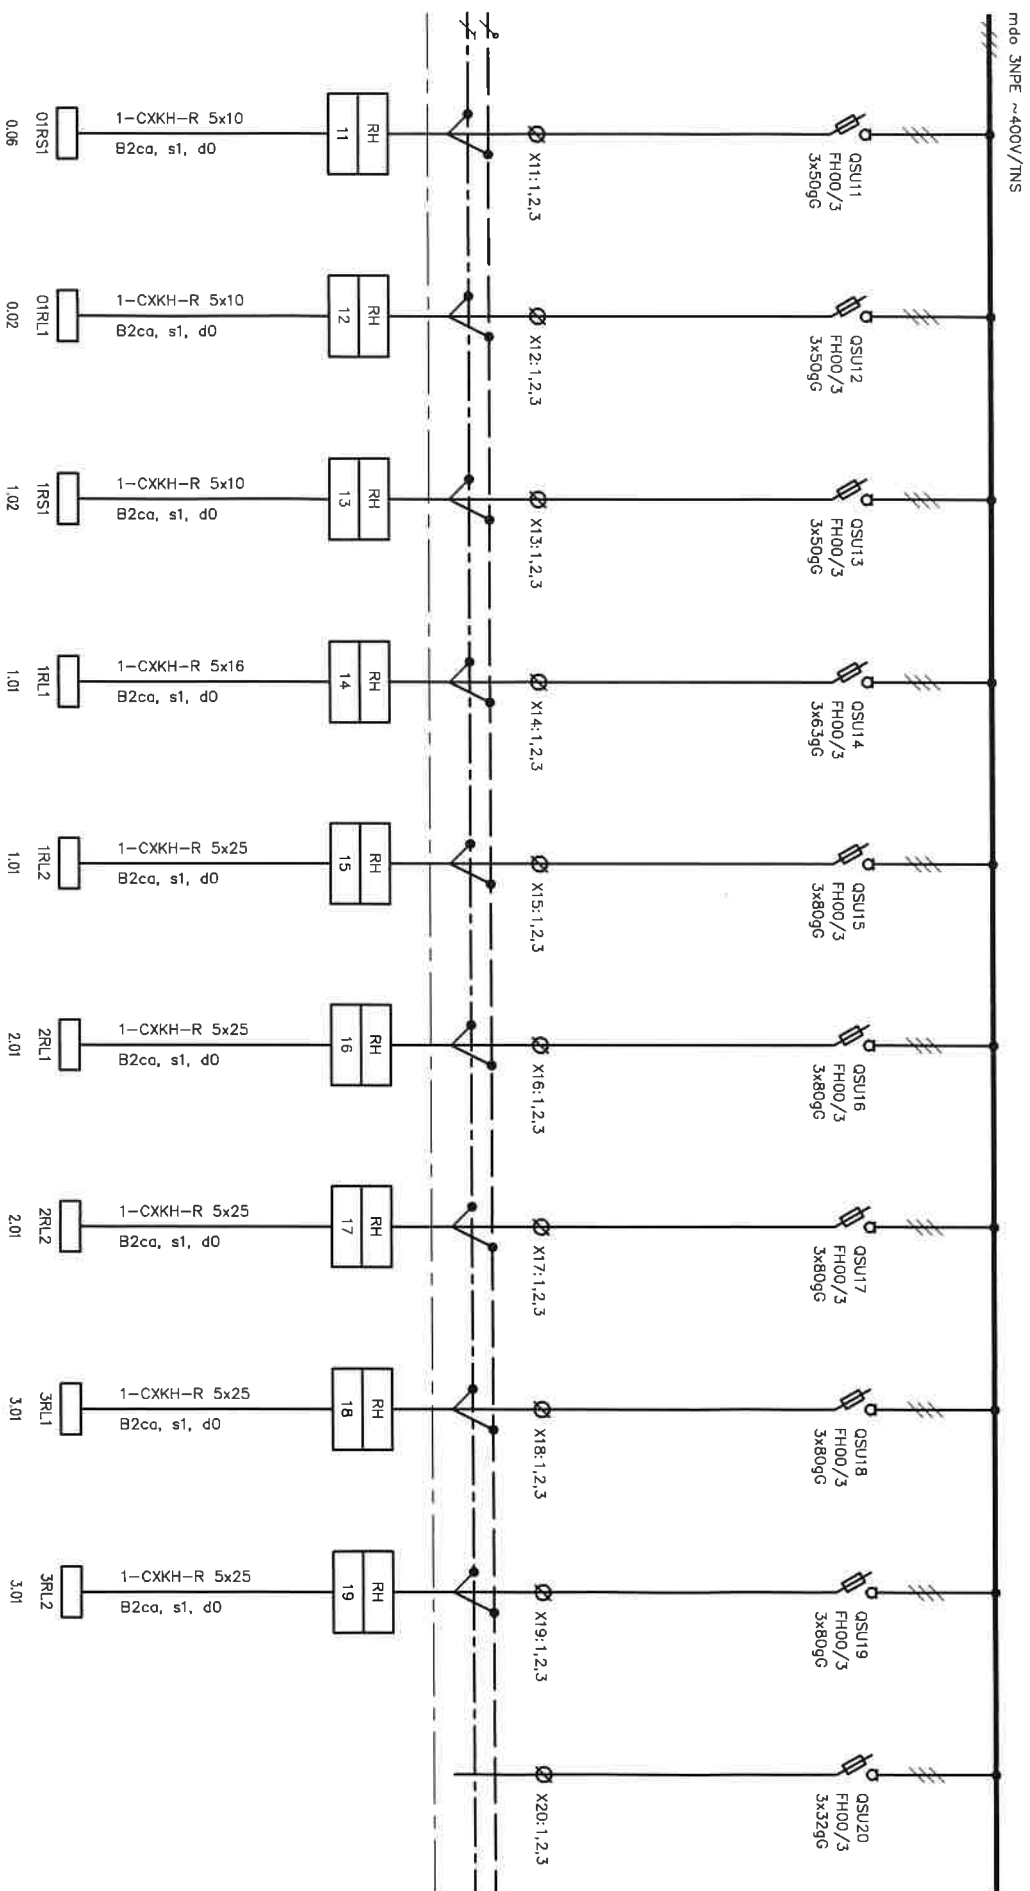 mdo 3NPE ~400V/TNS
QSU11
FH00/3
3x50gG
X11:1,2,3
RH
11
1-CXKH-R 5x10
B2ca, s1, d0
01RS1
0.06
QSU12
FH00/3
3x50gG
X12:1,2,3
RH
12
1-CXKH-R 5x10
B2ca, s1, d0
01RL1
0.02
QSU13
FH00/3
3x50gG
X13:1,2,3
RH
13
1-CXKH-R 5x10
B2ca, s1, d0
1RS1
1.02
QSU14
FH00/3
3x63gG
X14:1,2,3
RH
14
1-CXKH-R 5x16
B2ca, s1, d0
1RL1
1.01
QSU15
FH00/3
3x80gG
X15:1,2,3
RH
15
1-CXKH-R 5x25
B2ca, s1, d0
1RL2
1.01
QSU16
FH00/3
3x80gG
X16:1,2,3
RH
16
1-CXKH-R 5x25
B2ca, s1, d0
2RL1
2.01
QSU17
FH00/3
3x80gG
X17:1,2,3
RH
17
1-CXKH-R 5x25
B2ca, s1, d0
2RL2
2.01
QSU18
FH00/3
3x80gG
X18:1,2,3
RH
18
1-CXKH-R 5x25
B2ca, s1, d0
3RL1
3.01
QSU19
FH00/3
3x80gG
X19:1,2,3
RH
19
1-CXKH-R 5x25
B2ca, s1, d0
3RL2
3.01
QSU20
FH00/3
3x32gG
X20:1,2,3